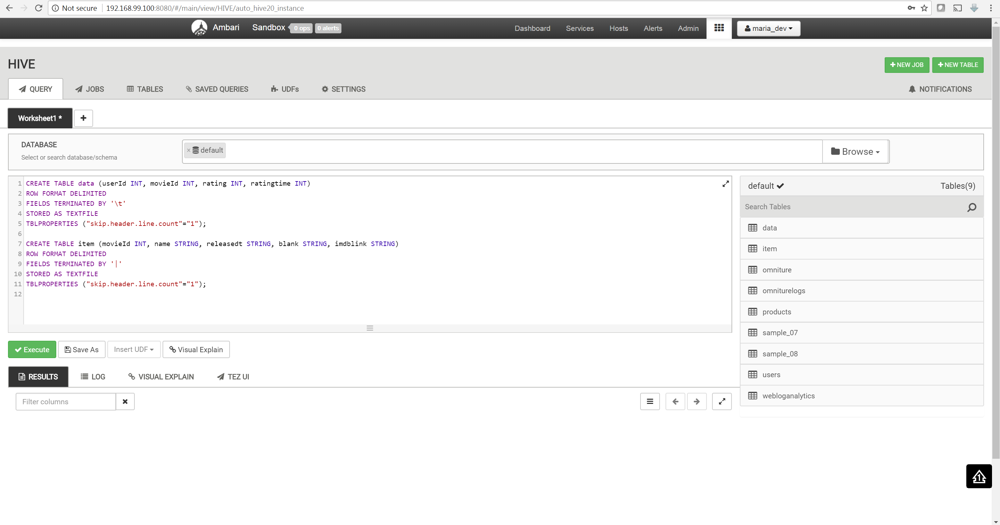 Not secure 192.168.99.100:8080/#/main/view/HIVE/auto_hive20_instance
Ambari Sandbox 0 ops 0 alerts Dashboard Services Hosts Alerts Admin maria_dev
HIVE
NEW JOB NEW TABLE
QUERY JOBS TABLES SAVED QUERIES UDFs SETTINGS NOTIFICATIONS
Worksheet1 *
DATABASE
Select or search database/schema
× default
Browse
1 CREATE TABLE data (userId INT, movieId INT, rating INT, ratingtime INT)
2 ROW FORMAT DELIMITED
3 FIELDS TERMINATED BY '\t'
4 STORED AS TEXTFILE
5 TBLPROPERTIES ("skip.header.line.count"="1");
6
7 CREATE TABLE item (movieId INT, name STRING, releasedt STRING, blank STRING, imdblink STRING)
8 ROW FORMAT DELIMITED
9 FIELDS TERMINATED BY '|'
10 STORED AS TEXTFILE
11 TBLPROPERTIES ("skip.header.line.count"="1");
12
default Tables(9)
Search Tables
data
item
omniture
omniturelogs
products
sample_07
sample_08
users
webloganalytics
Execute Save As Insert UDF Visual Explain
RESULTS LOG VISUAL EXPLAIN TEZ UI
Filter columns
1